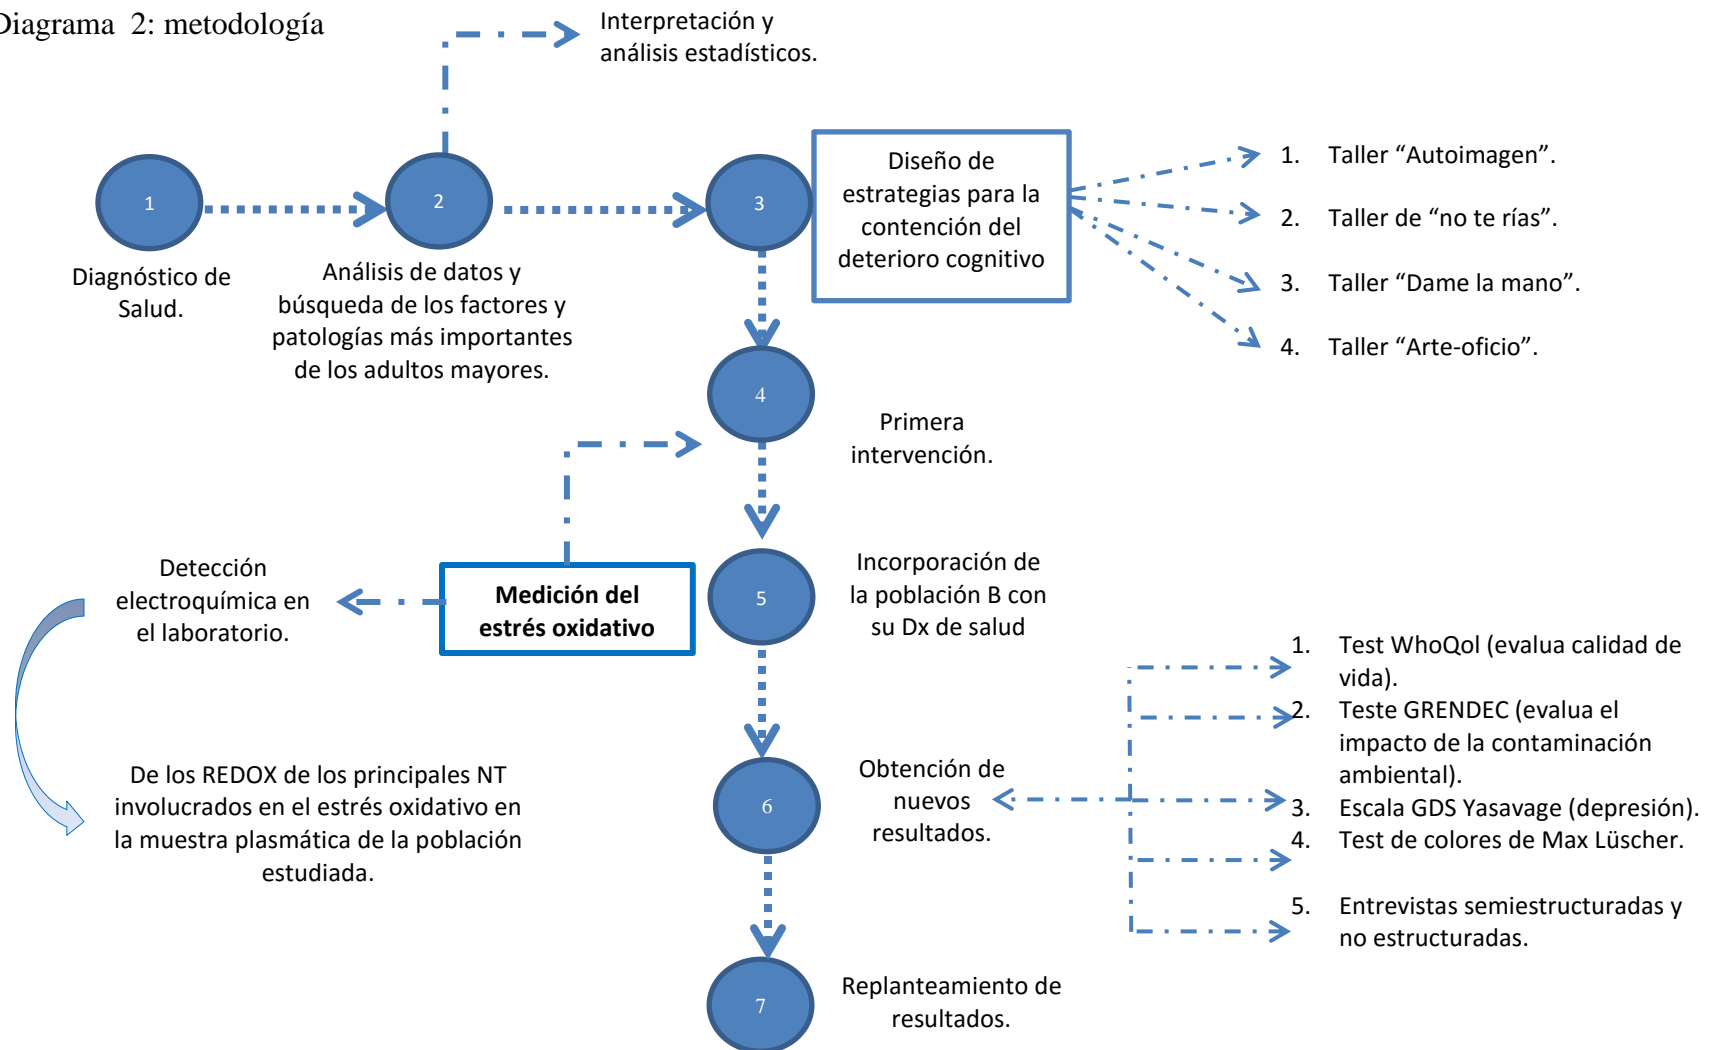 Diagrama 2: metodología
Interpretación y
análisis estadísticos.
1
2
3
Diseño de
estrategias para la
contención del
deterioro cognitivo
1. Taller “Autoimagen”.
2. Taller de “no te rías”.
3. Taller “Dame la mano”.
4. Taller “Arte-oficio”.
Diagnóstico de
Salud.
Análisis de datos y
búsqueda de los factores y
patologías más importantes
de los adultos mayores.
4
Primera
intervención.
Detección
electroquímica en
el laboratorio.
Medición del
estrés oxidativo
5
Incorporación de
la población B con
su Dx de salud
De los REDOX de los principales NT
involucrados en el estrés oxidativo en
la muestra plasmática de la población
estudiada.
6
Obtención de
nuevos
resultados.
1. Test WhoQol (evalua calidad de
vida).
2. Teste GRENDEC (evalua el
impacto de la contaminación
ambiental).
3. Escala GDS Yasavage (depresión).
4. Test de colores de Max Lüscher.
5. Entrevistas semiestructuradas y
no estructuradas.
7
Replanteamiento de
resultados.